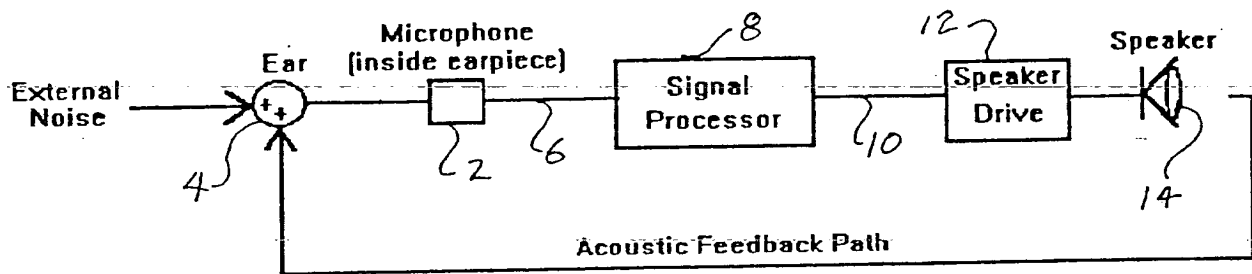 External
Noise
Ear
+
+
4
Microphone
(inside earpiece)
2
6
8
Signal
Processor
10
12
Speaker
Drive
Speaker
14
Acoustic Feedback Path